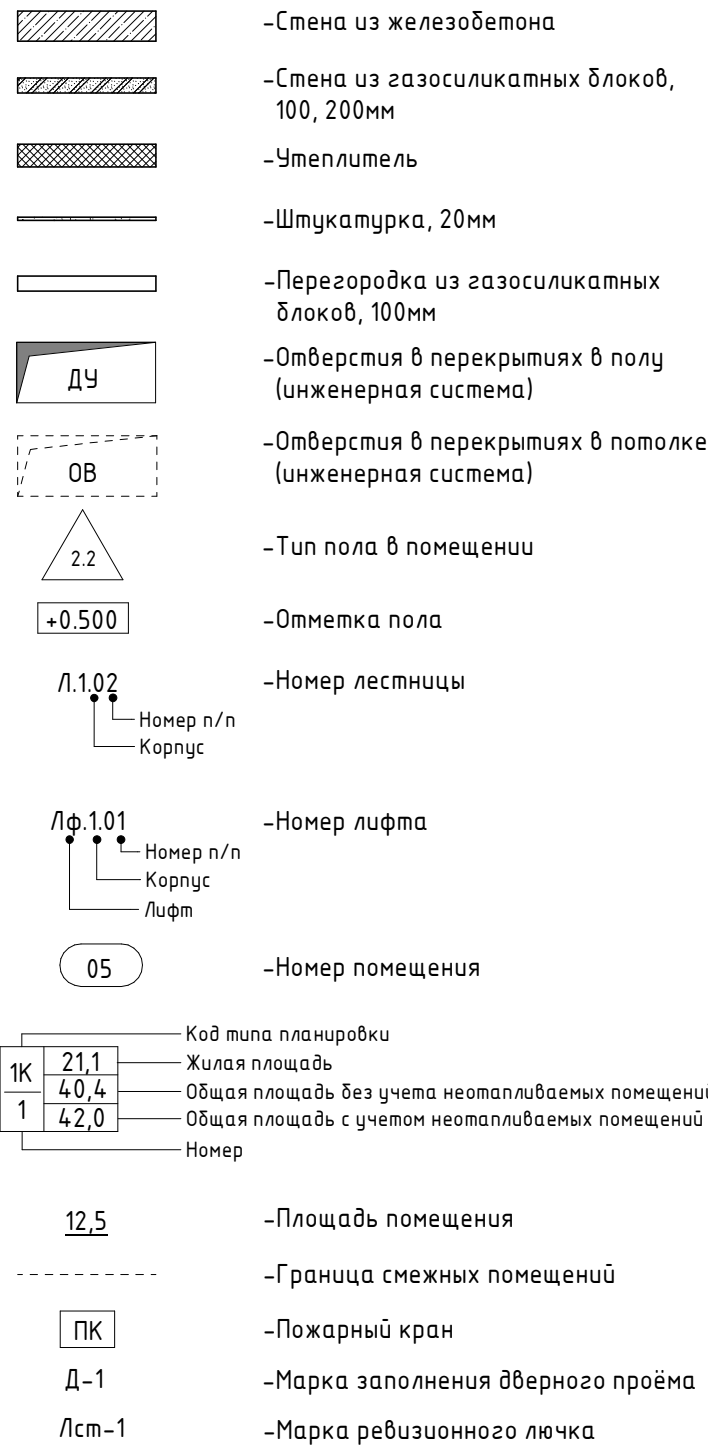 -Стена из железобетона
-Стена из газосиликатных блоков,
100, 200мм
-Утеплитель
-Штукатурка, 20мм
-Перегородка из газосиликатных
блоков, 100мм
ДУ
-Отверстия в перекрытиях в полу
(инженерная система)
ОВ
-Отверстия в перекрытиях в потолке
(инженерная система)
2.2
-Тип пола в помещении
+0.500
-Отметка пола
Л.1.02
-Номер лестницы
Номер п/п
Корпус
Лф.1.01
-Номер лифта
Номер п/п
Корпус
Лифт
05
-Номер помещения
Код типа планировки
1К
21,1
Жилая площадь
40,4
Общая площадь без учета неотапливаемых помещений
1
42,0
Общая площадь с учетом неотапливаемых помещений
Номер
12,5
-Площадь помещения
-Граница смежных помещений
ПК
-Пожарный кран
Д-1
-Марка заполнения дверного проёма
Лст-1
-Марка ревизионного лючка